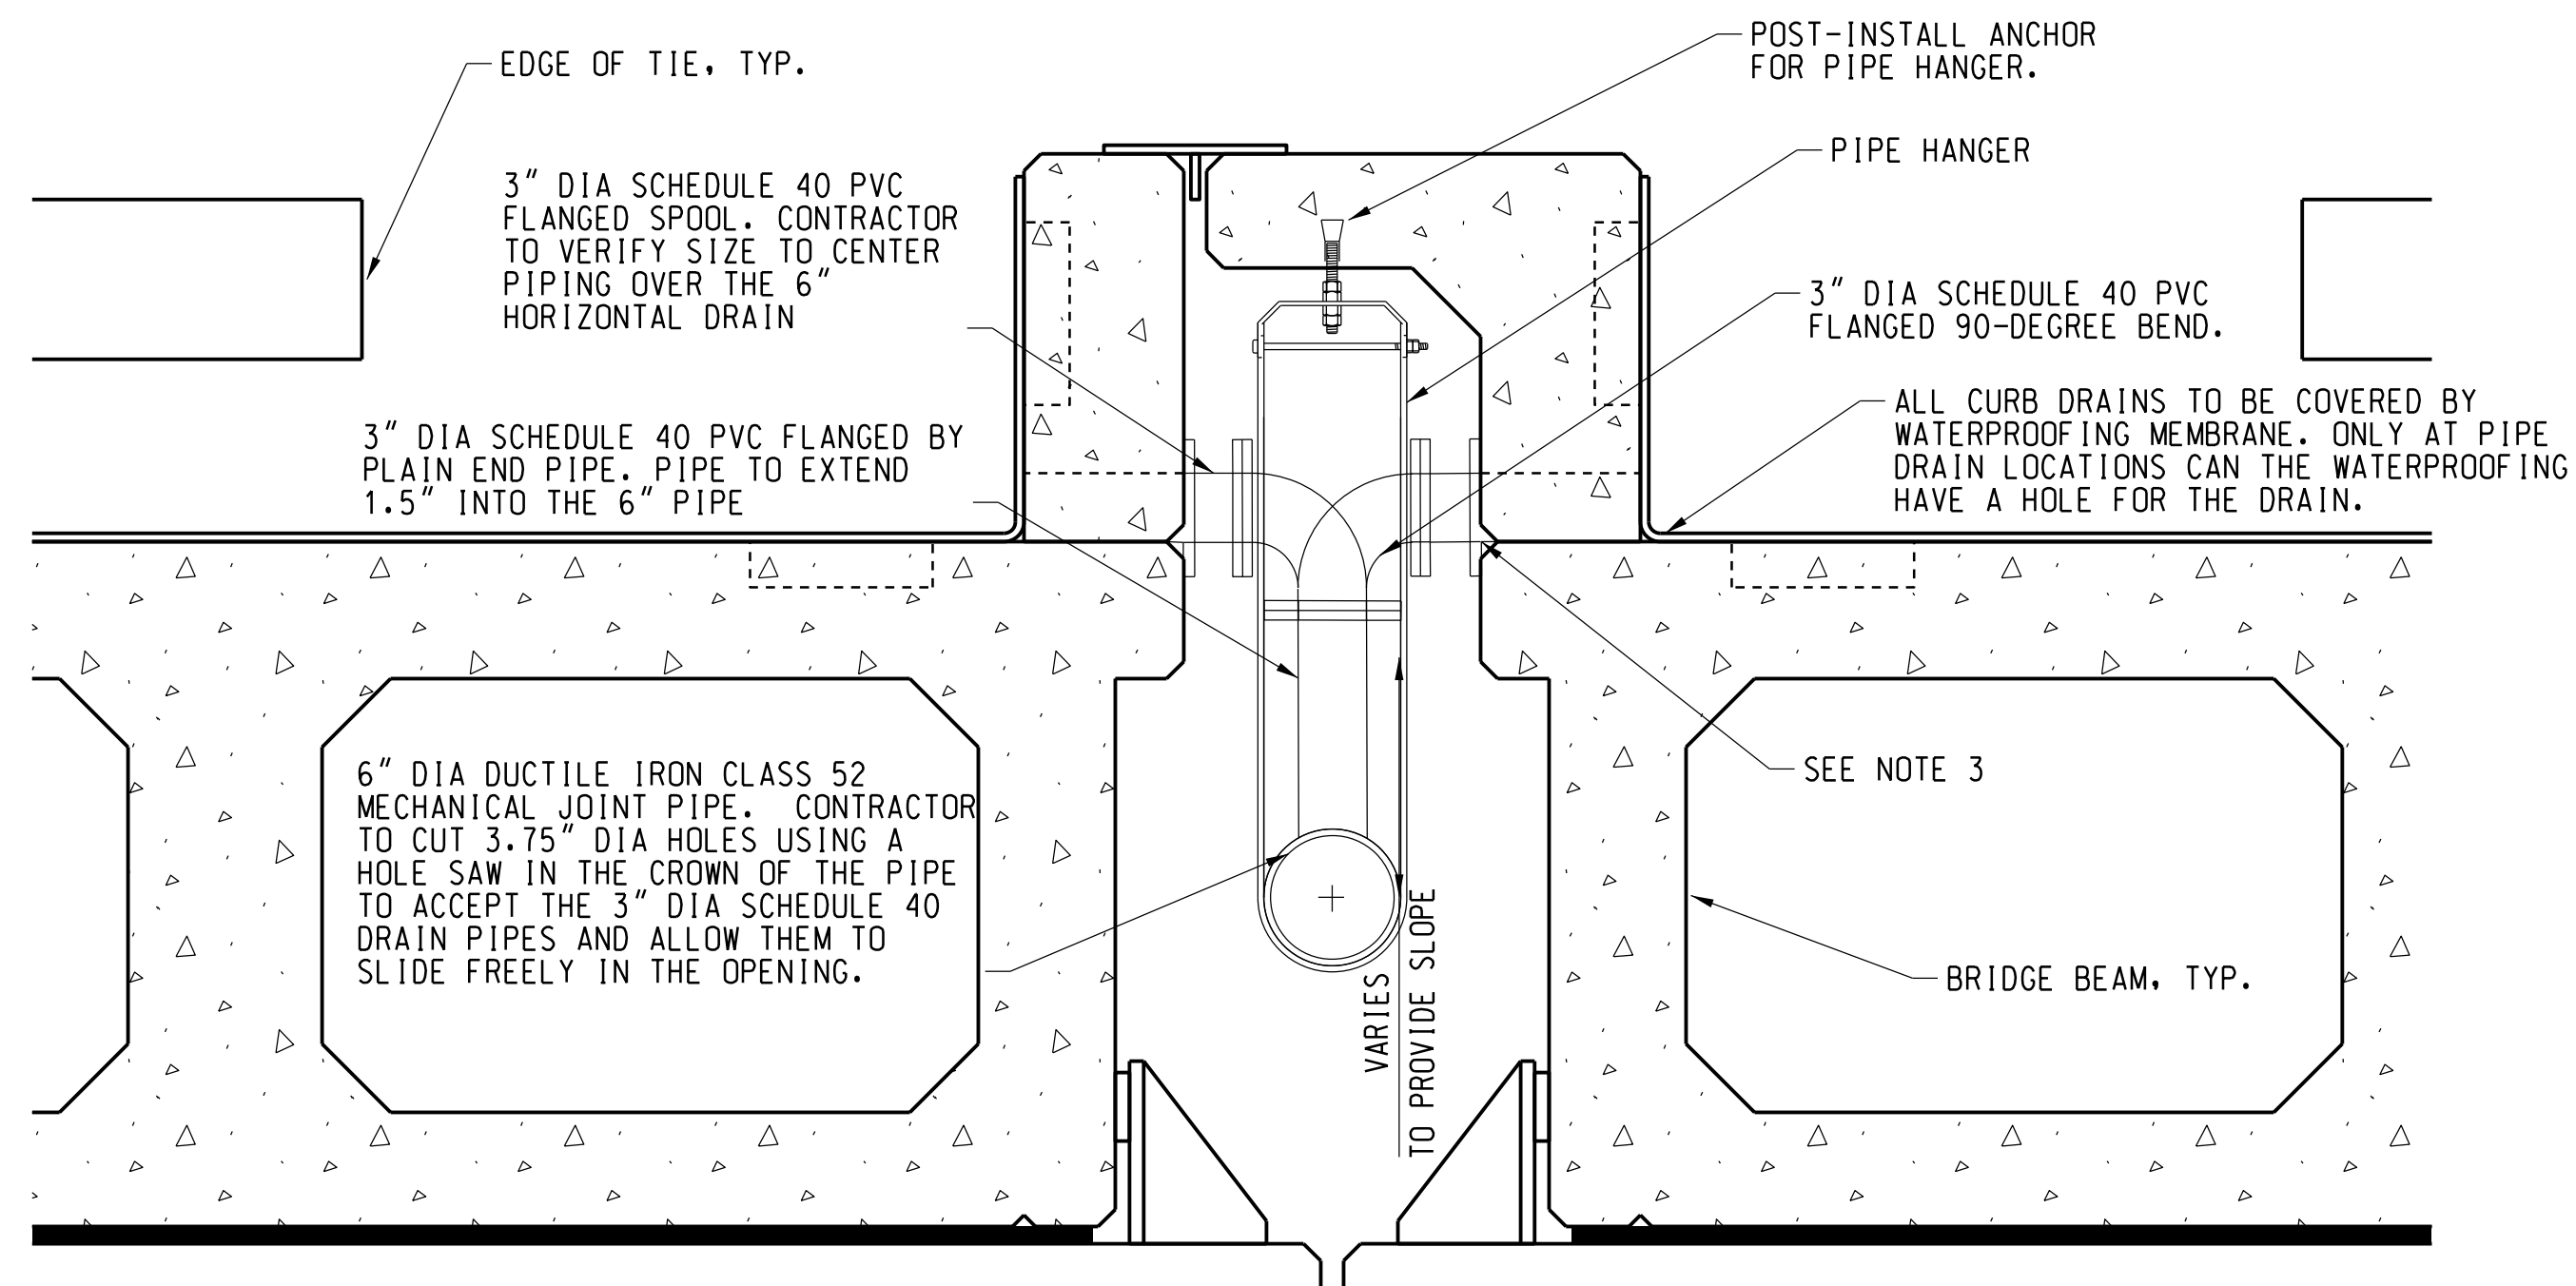 EDGE OF TIE, TYP.
POST-INSTALL ANCHOR
FOR PIPE HANGER.
PIPE HANGER
3" DIA SCHEDULE 40 PVC
FLANGED SPOOL. CONTRACTOR
TO VERIFY SIZE TO CENTER
PIPING OVER THE 6"
HORIZONTAL DRAIN
3" DIA SCHEDULE 40 PVC
FLANGED 90-DEGREE BEND.
ALL CURB DRAINS TO BE COVERED BY
WATERPROOFING MEMBRANE. ONLY AT PIPE
DRAIN LOCATIONS CAN THE WATERPROOFING
HAVE A HOLE FOR THE DRAIN.
3" DIA SCHEDULE 40 PVC FLANGED BY
PLAIN END PIPE. PIPE TO EXTEND
1.5" INTO THE 6" PIPE
SEE NOTE 3
6" DIA DUCTILE IRON CLASS 52
MECHANICAL JOINT PIPE. CONTRACTOR
TO CUT 3.75" DIA HOLES USING A
HOLE SAW IN THE CROWN OF THE PIPE
TO ACCEPT THE 3" DIA SCHEDULE 40
DRAIN PIPES AND ALLOW THEM TO
SLIDE FREELY IN THE OPENING.
VARIES
TO PROVIDE SLOPE
BRIDGE BEAM, TYP.